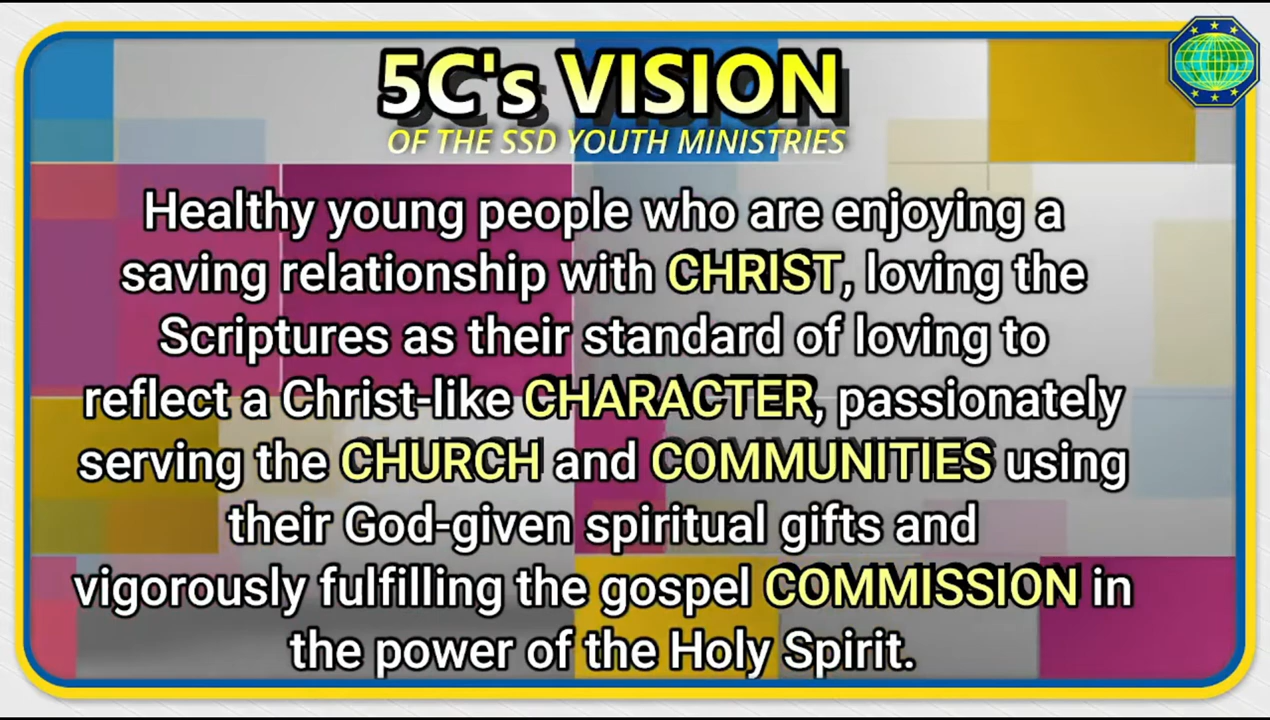 5C's VISION
OF THE SSD YOUTH MINISTRIES
Healthy young people who are enjoying a
saving relationship with CHRIST, loving the
Scriptures as their standard of loving to
reflect a Christ-like CHARACTER, passionately
serving the CHURCH and COMMUNITIES using
their God-given spiritual gifts and
vigorously fulfilling the gospel COMMISSION in
the power of the Holy Spirit.